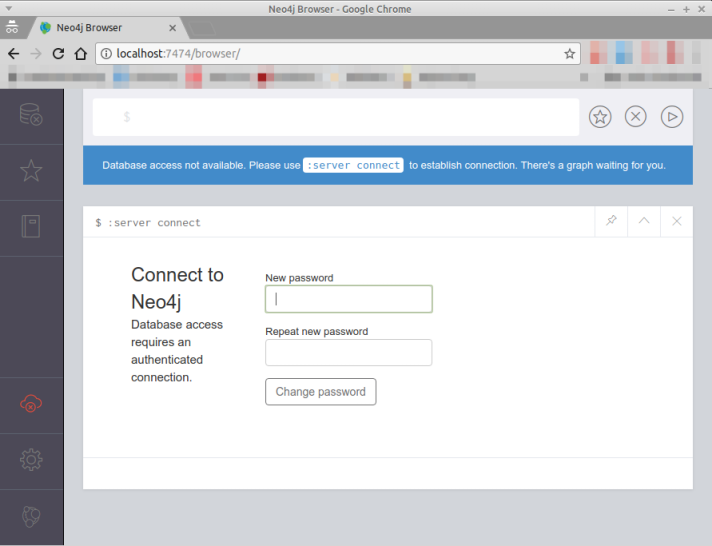 Neo4j Browser - Google Chrome
Neo4j Browser
localhost:7474/browser/
$
Database access not available. Please use :server connect to establish connection. There's a graph waiting for you.
$ :server connect
Connect to
Neo4j
Database access
requires an
authenticated
connection.
New password
Repeat new password
Change password